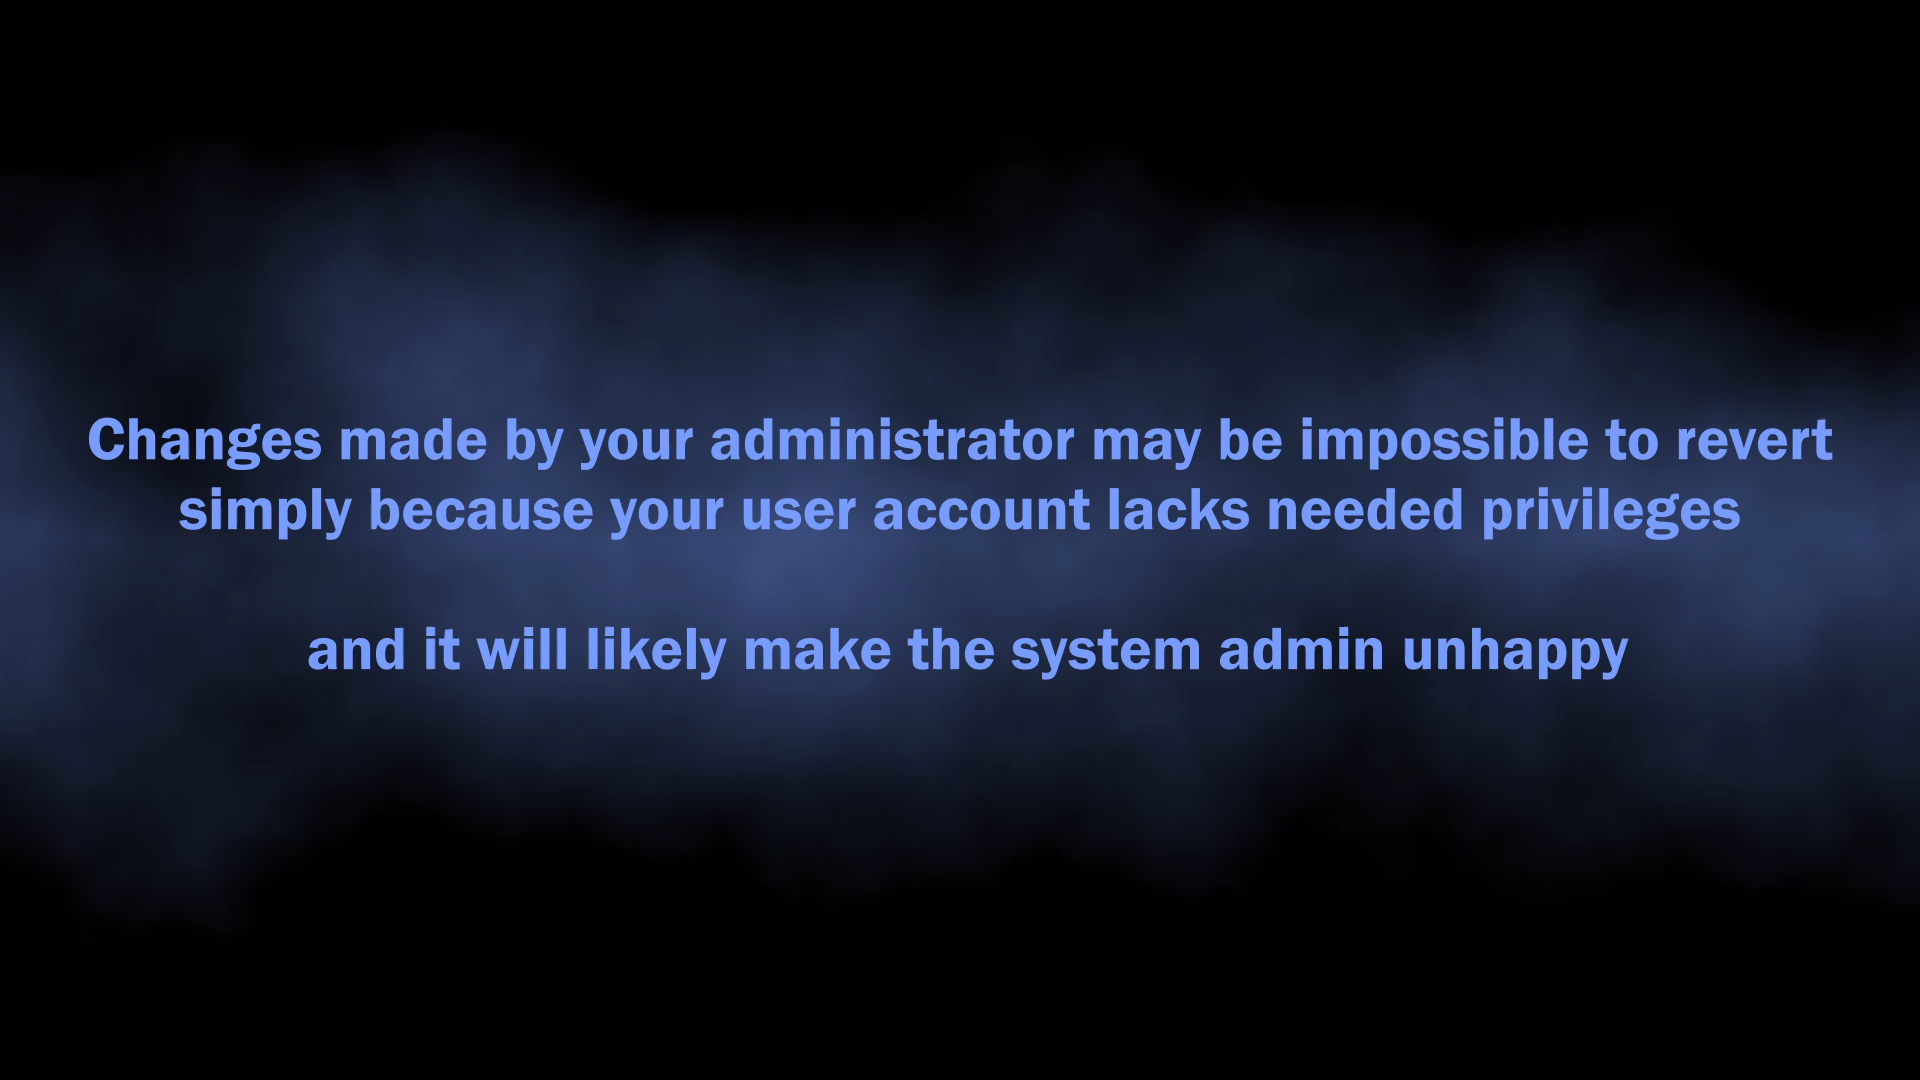 Changes made by your administrator may be impossible to revert
simply because your user account lacks needed privileges
and it will likely make the system admin unhappy